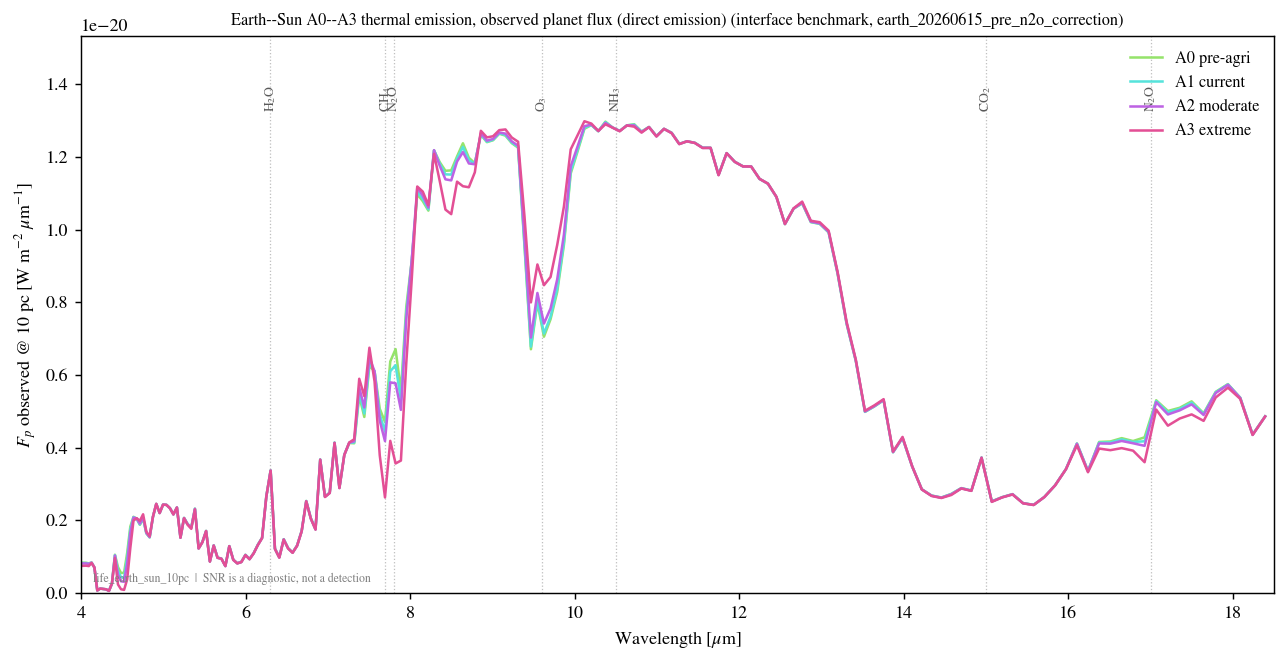 Earth--Sun A0--A3 thermal emission, observed planet flux (direct emission) (interface benchmark, earth_20260615_pre_n2o_correction)
1e−20
A0 pre-agri
A1 current
A2 moderate
A3 extreme
H₂O
CH₄
N₂O
O₃
NH₃
CO₂
N₂O
1.4
1.2
1.0
0.8
0.6
0.4
0.2
0.0
Fₚ observed @ 10 pc [W m⁻² μm⁻¹]
life_earth_sun_10pc | SNR is a diagnostic, not a detection
4
6
8
10
12
14
16
18
Wavelength [μm]